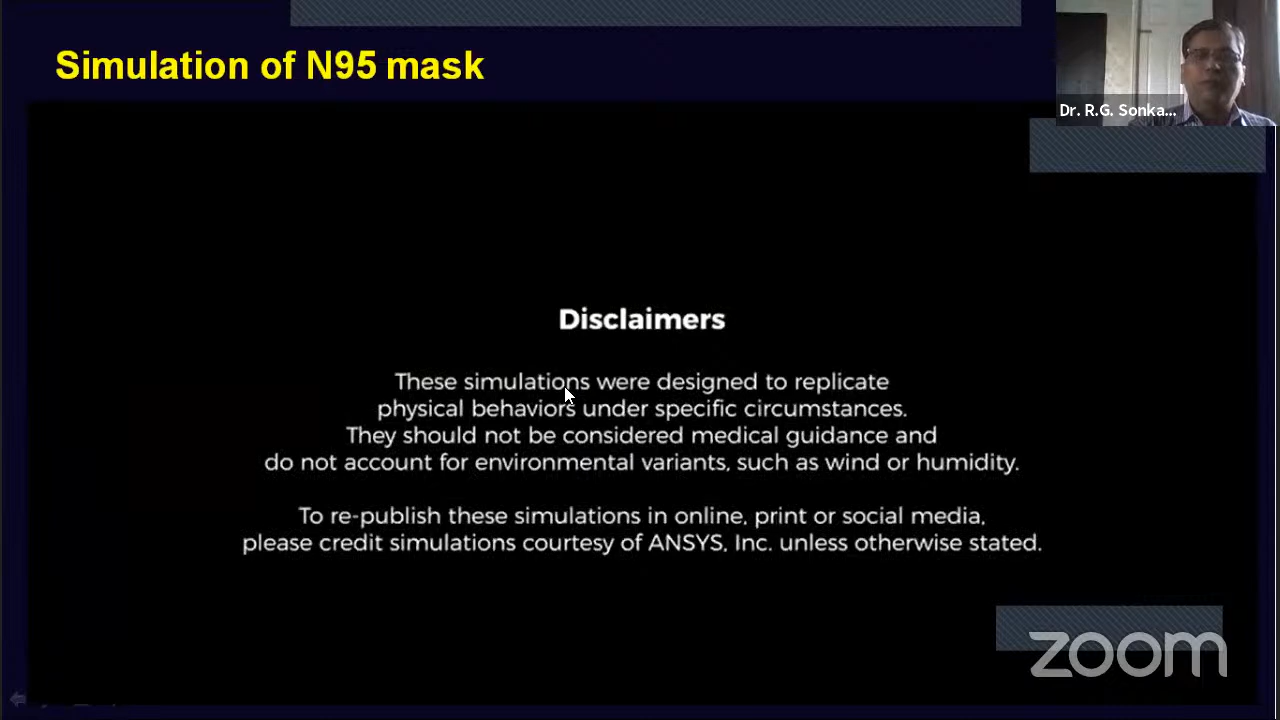 Simulation of N95 mask
Dr. R.G. Sonka...
Disclaimers
These simulations were designed to replicate
physical behaviors under specific circumstances.
They should not be considered medical guidance and
do not account for environmental variants, such as wind or humidity.
To re-publish these simulations in online, print or social media,
please credit simulations courtesy of ANSYS, Inc. unless otherwise stated.
zoom